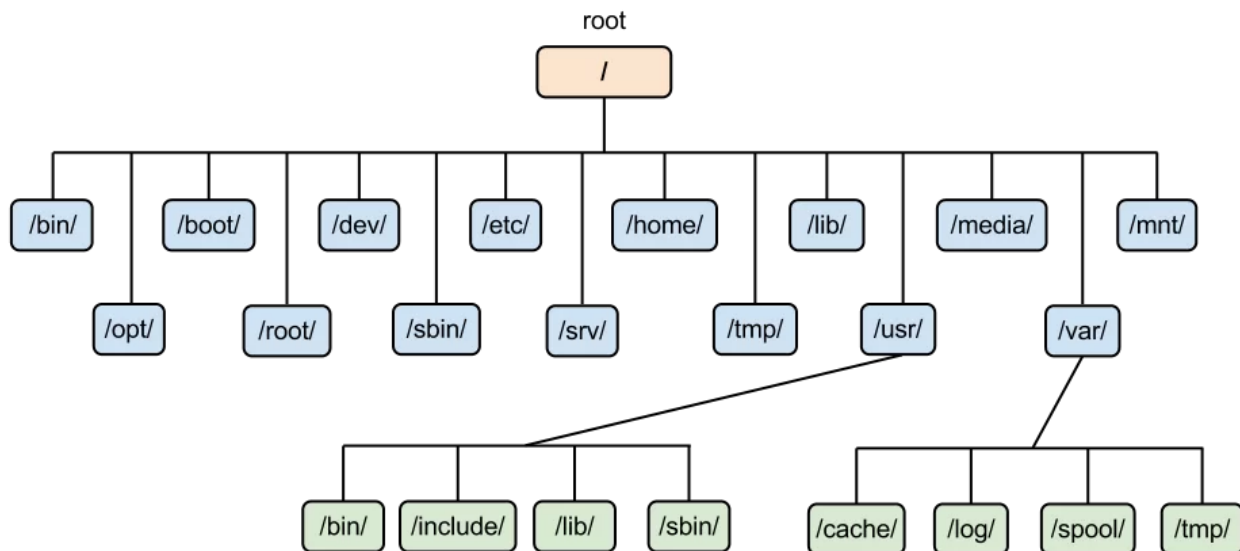 root
/
/bin/ /boot/ /dev/ /etc/ /home/ /lib/ /media/ /mnt/
/opt/ /root/ /sbin/ /srv/ /tmp/ /usr/ /var/
/bin/ /include/ /lib/ /sbin/ /cache/ /log/ /spool/ /tmp/